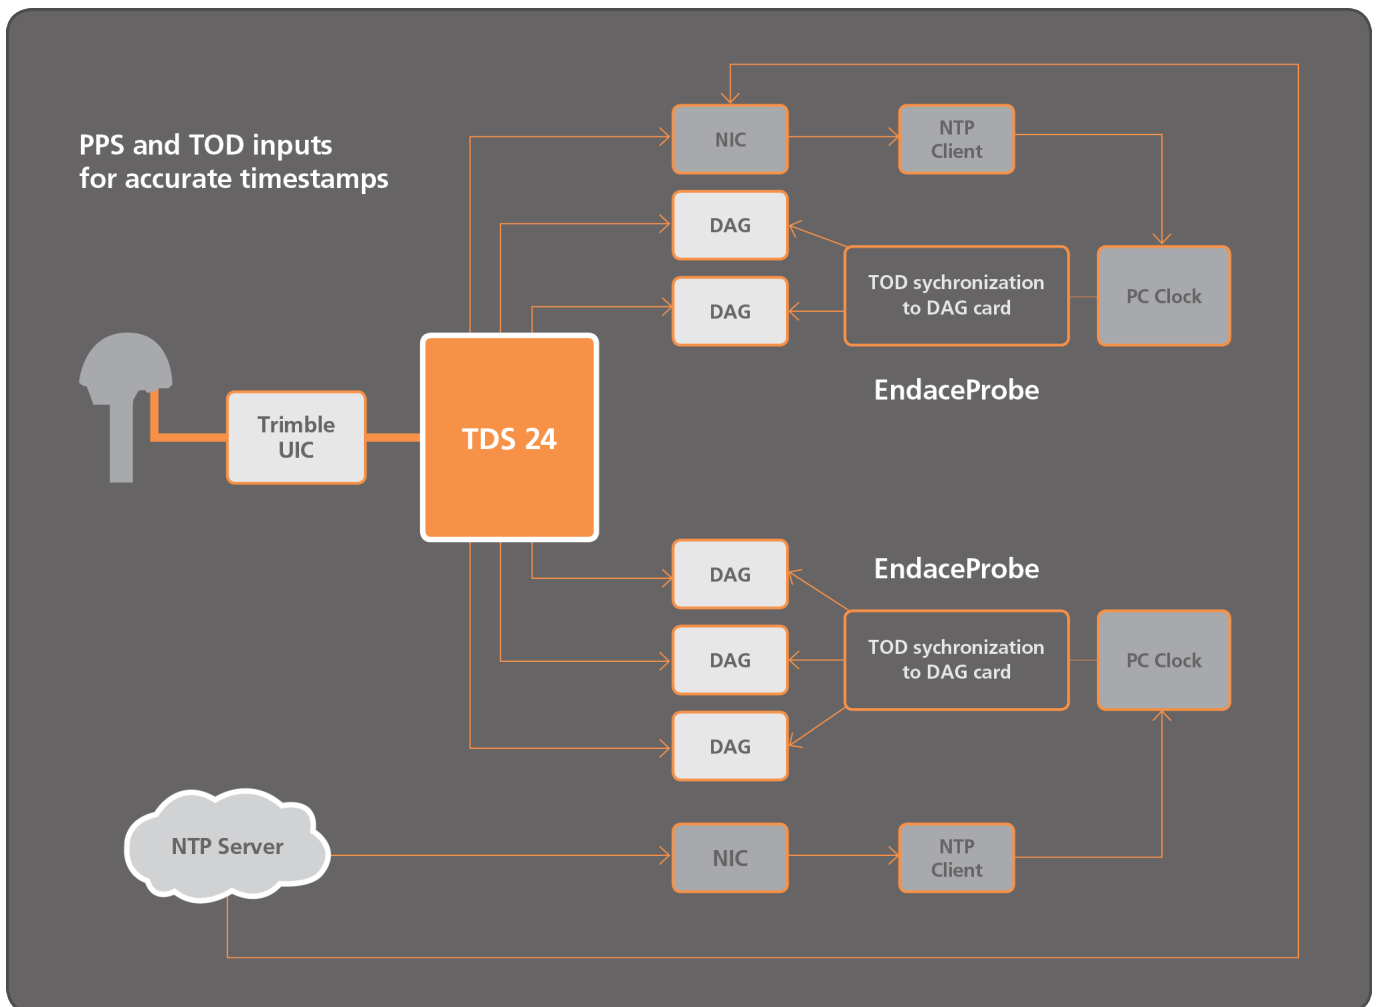 PPS and TOD inputs
for accurate timestamps
NIC
NTP
Client
DAG
DAG
TOD sychronization
to DAG card
PC Clock
EndaceProbe
Trimble
UIC
TDS 24
EndaceProbe
DAG
DAG
DAG
TOD sychronization
to DAG card
PC Clock
NTP Server
NIC
NTP
Client